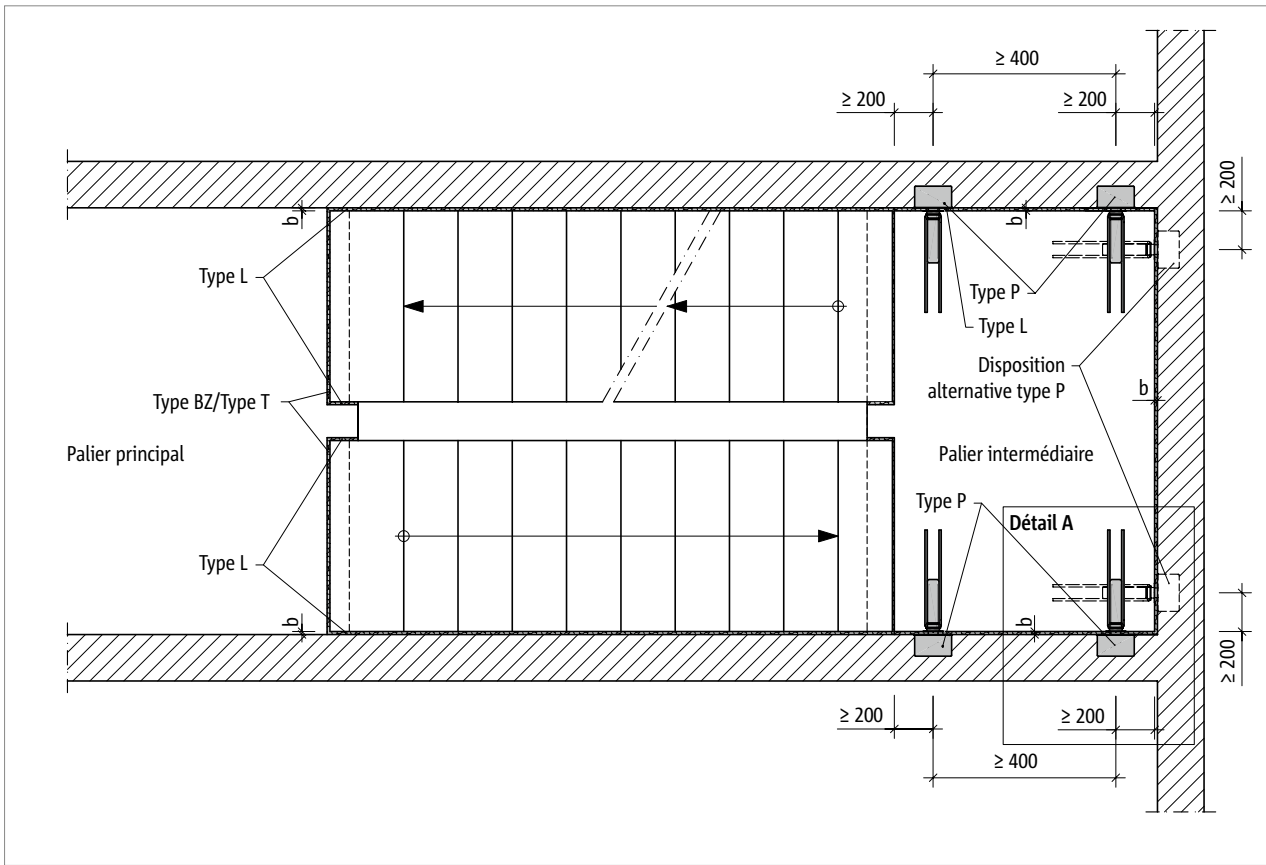 ≥ 400
≥ 200
≥ 200
≥ 200
b
b
Type L
Type P
Type L
Disposition
alternative type P
b
Type BZ/Type T
Palier principal
Palier intermédiaire
Type P
Détail A
Type L
b
b
≥ 200
≥ 200
≥ 200
≥ 400